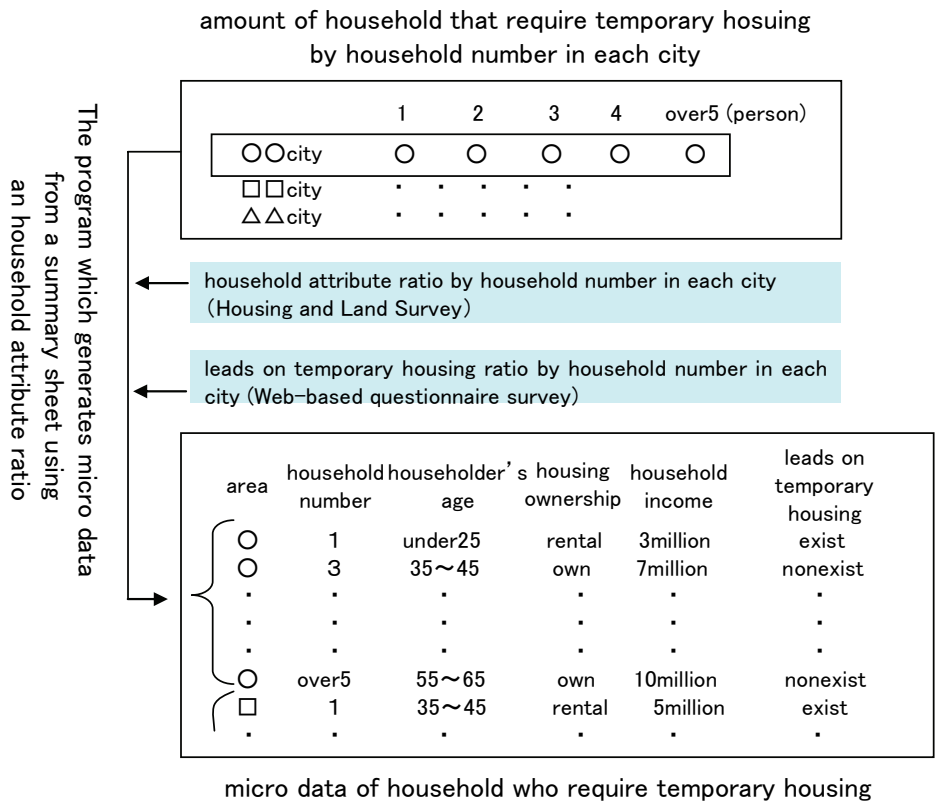 amount of household that require temporary hosuing
by household number in each city
1 2 3 4 over5 (person)
○○city ○ ○ ○ ○ ○
□□city · · · · ·
△△city · · · · ·
The program which generates micro data
from a summary sheet using
an household attribute ratio
household attribute ratio by household number in each city
(Housing and Land Survey)
leads on temporary housing ratio by household number in each
city (Web-based questionnaire survey)
area household number householder's age housing ownership household income leads on temporary housing
○ 1 under25 rental 3million exist
○ 3 35～45 own 7million nonexist
· · · · · ·
· · · · · ·
· · · · · ·
○ over5 55～65 own 10million nonexist
□ 1 35～45 rental 5million exist
· · · · · ·
micro data of household who require temporary housing